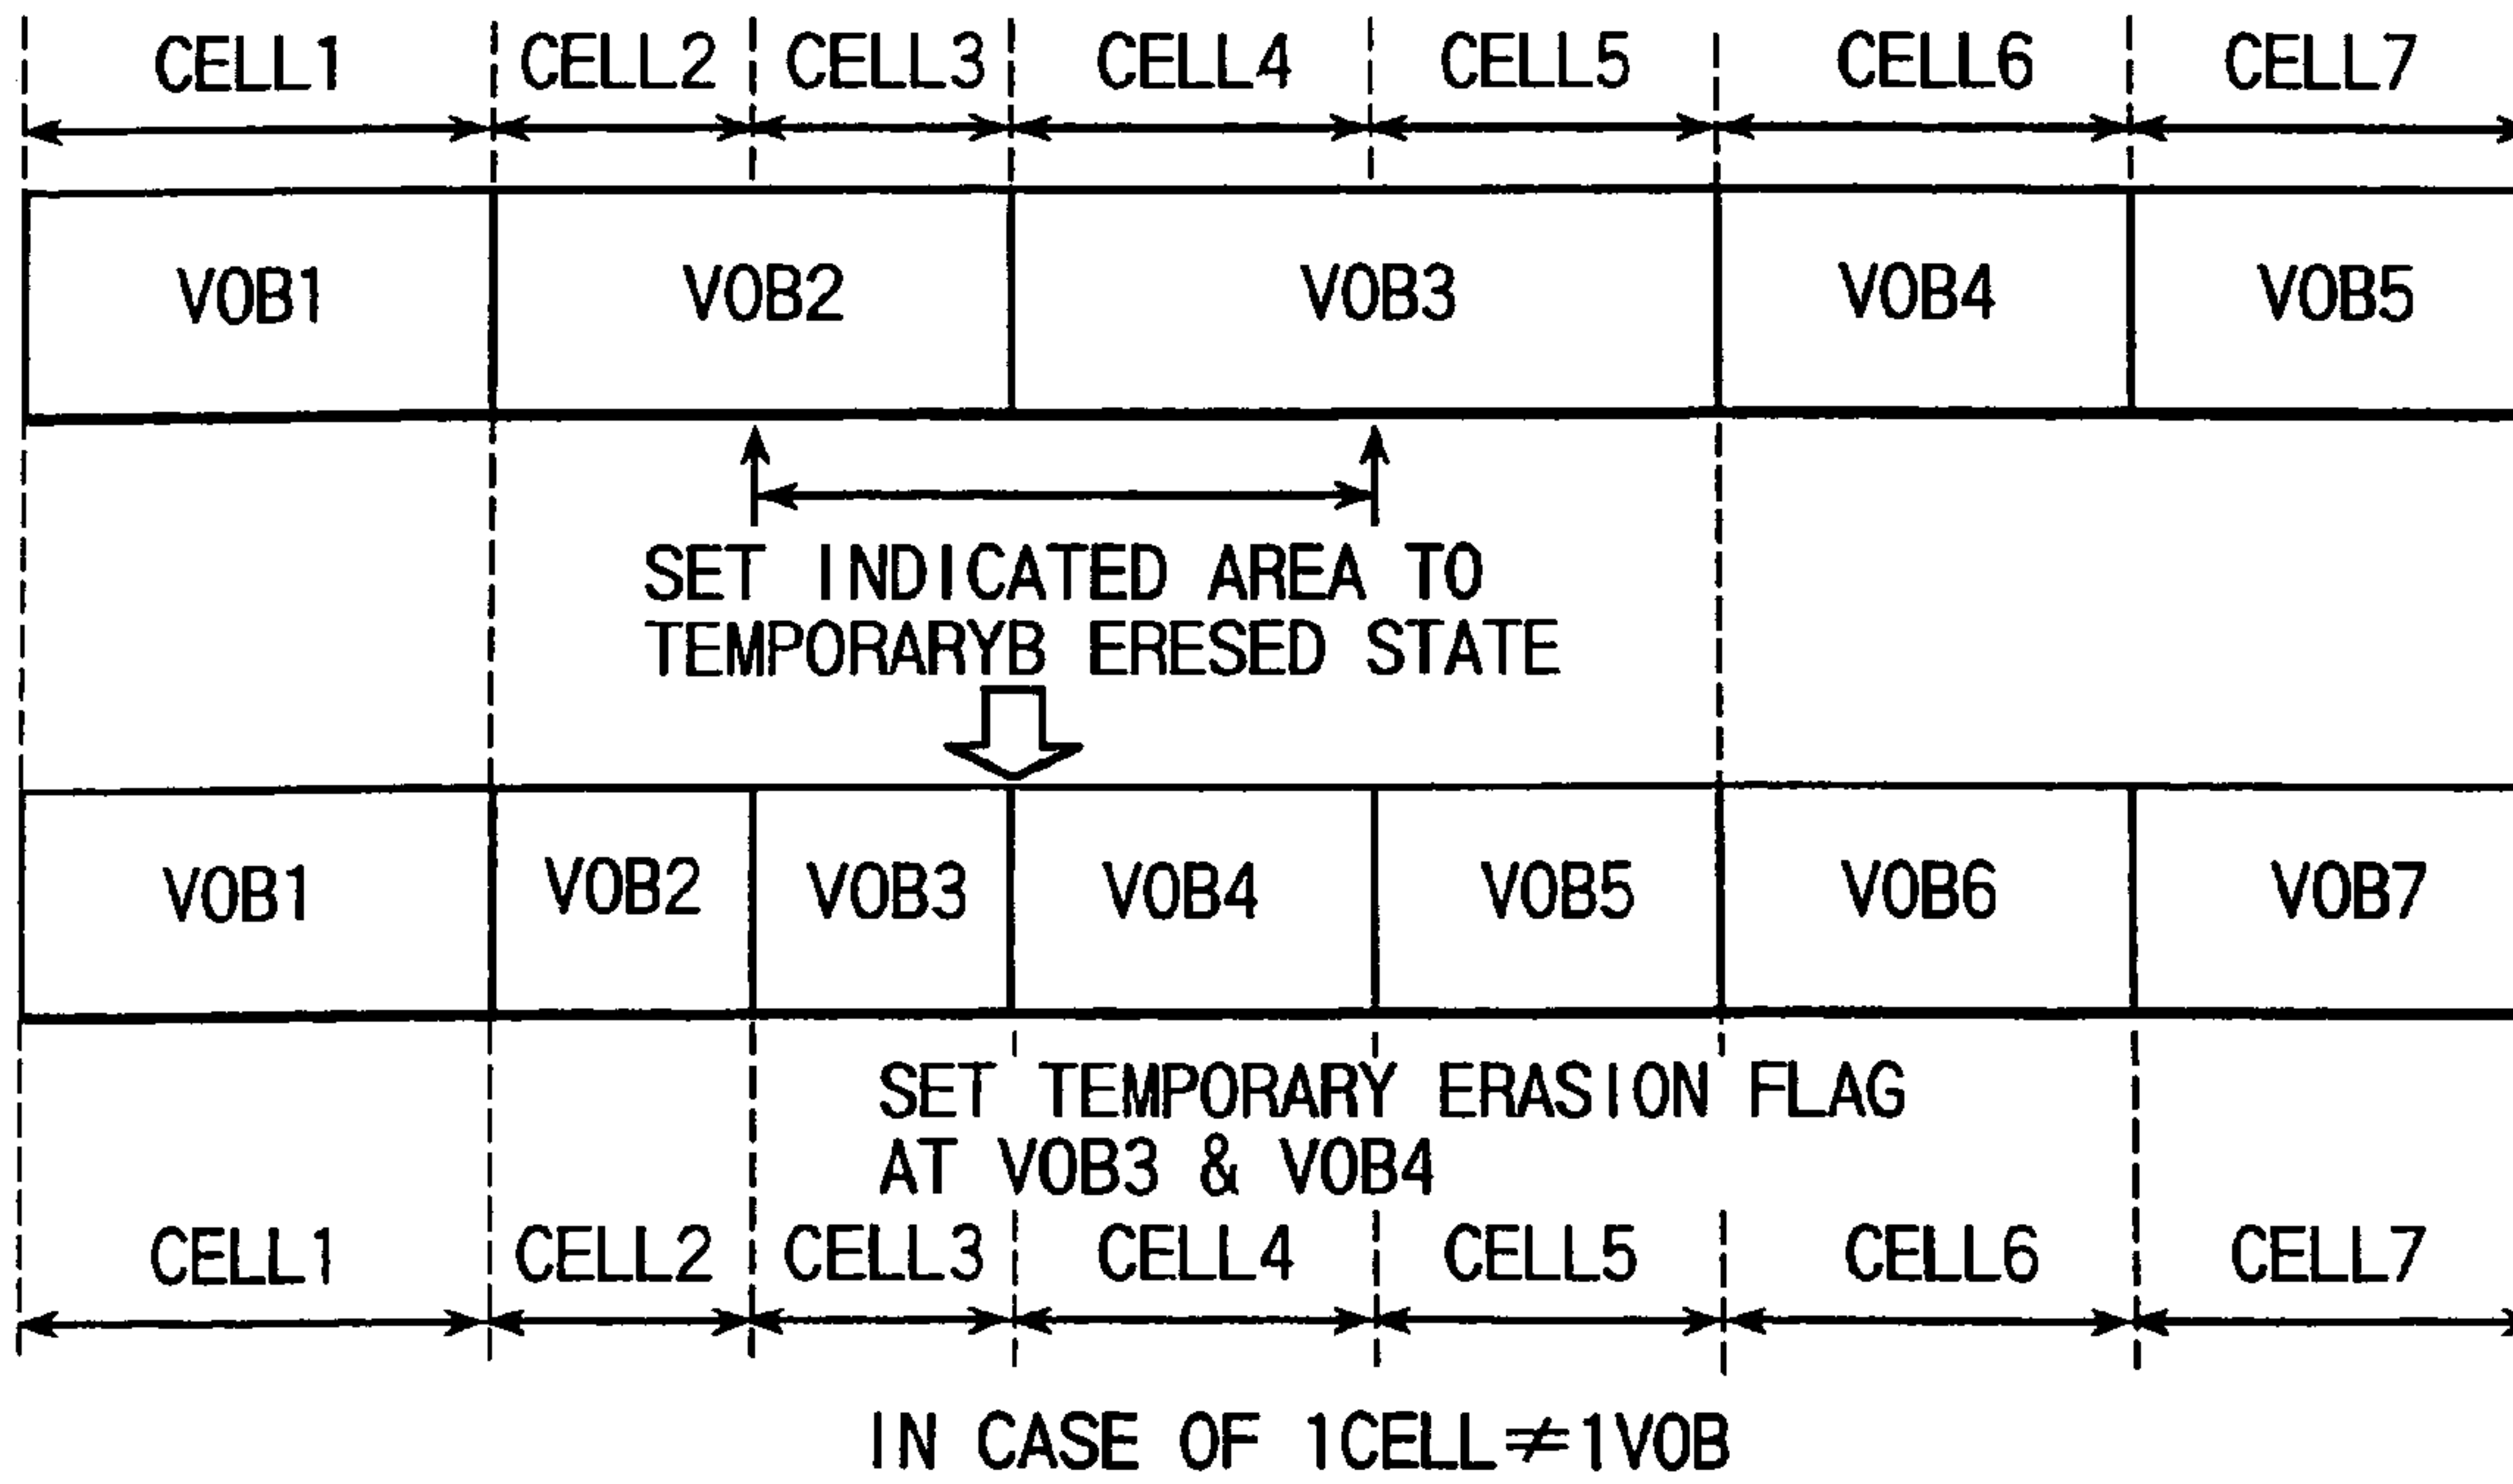 CELL1 CELL2 CELL3 CELL4 CELL5 CELL6 CELL7
VOB1 VOB2 VOB3 VOB4 VOB5
SET INDICATED AREA TO
TEMPORARYB ERESED STATE
VOB1 VOB2 VOB3 VOB4 VOB5 VOB6 VOB7
SET TEMPORARY ERASION FLAG
AT VOB3 & VOB4
CELL1 CELL2 CELL3 CELL4 CELL5 CELL6 CELL7
IN CASE OF 1CELL≠1VOB